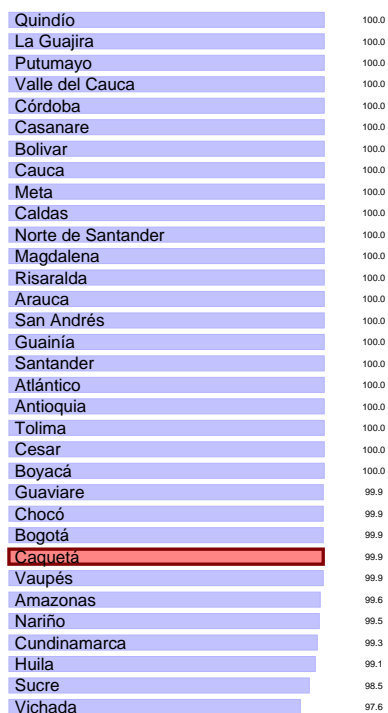 Quindío 100.0
La Guajira 100.0
Putumayo 100.0
Valle del Cauca 100.0
Córdoba 100.0
Casanare 100.0
Bolivar 100.0
Cauca 100.0
Meta 100.0
Caldas 100.0
Norte de Santander 100.0
Magdalena 100.0
Risaralda 100.0
Arauca 100.0
San Andrés 100.0
Guainía 100.0
Santander 100.0
Atlántico 100.0
Antioquia 100.0
Tolima 100.0
Cesar 100.0
Boyacá 100.0
Guaviare 99.9
Chocó 99.9
Bogotá 99.9
Caquetá 99.9
Vaupés 99.9
Amazonas 99.6
Nariño 99.5
Cundinamarca 99.3
Huila 99.1
Sucre 98.5
Vichada 97.6